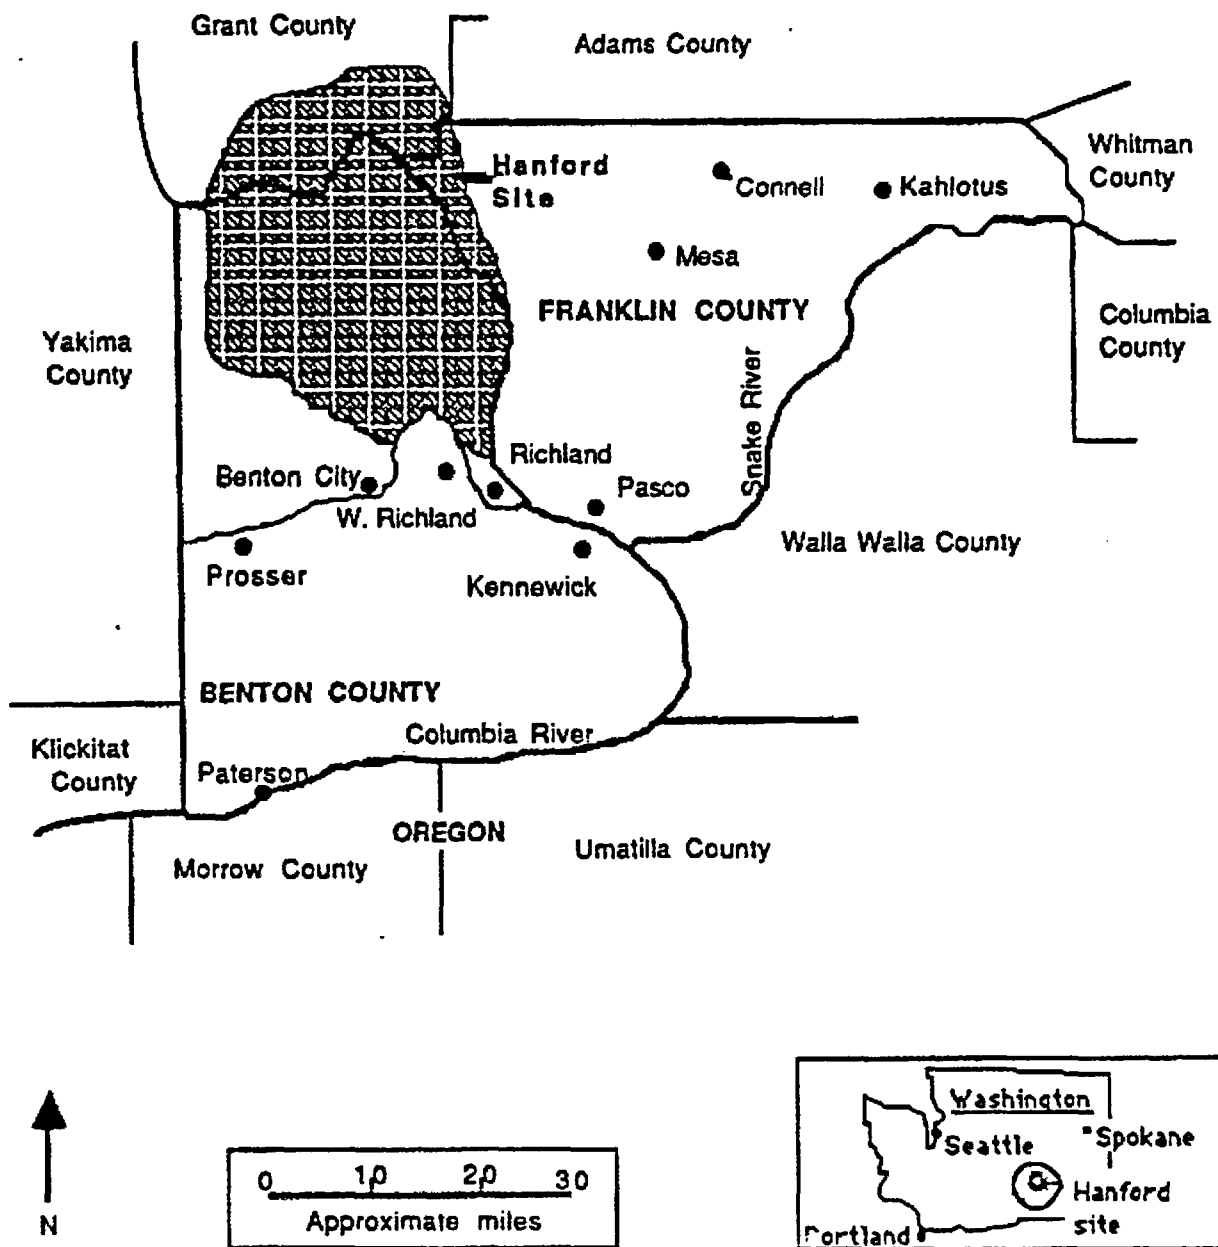 Grant County
Adams County
Whitman
County
Hanford
Site
Connell
Kahlotus
Mesa
FRANKLIN COUNTY
Columbia
County
Yakima
County
Snake River
Richland
Benton City
Pasco
W. Richland
Walla Walla County
Prosser
Kennewick
BENTON COUNTY
Columbia River
Klickitat
County
Paterson
OREGON
Umatilla County
Morrow County
N
0 10 20 30
Approximate miles
Washington
Seattle
Spokane
Hanford
site
Portland